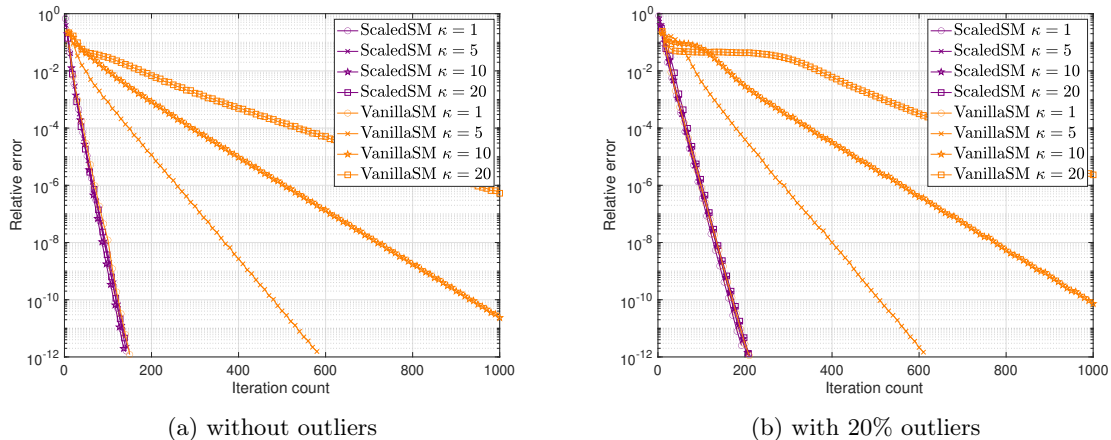 10^0
10^-2
10^-4
10^-6
10^-8
10^-10
10^-12
Relative error
0
200
400
600
800
1000
Iteration count
ScaledSM κ = 1
ScaledSM κ = 5
ScaledSM κ = 10
ScaledSM κ = 20
VanillaSM κ = 1
VanillaSM κ = 5
VanillaSM κ = 10
VanillaSM κ = 20
(a) without outliers
10^0
10^-2
10^-4
10^-6
10^-8
10^-10
10^-12
Relative error
0
200
400
600
800
1000
Iteration count
ScaledSM κ = 1
ScaledSM κ = 5
ScaledSM κ = 10
ScaledSM κ = 20
VanillaSM κ = 1
VanillaSM κ = 5
VanillaSM κ = 10
VanillaSM κ = 20
(b) with 20% outliers